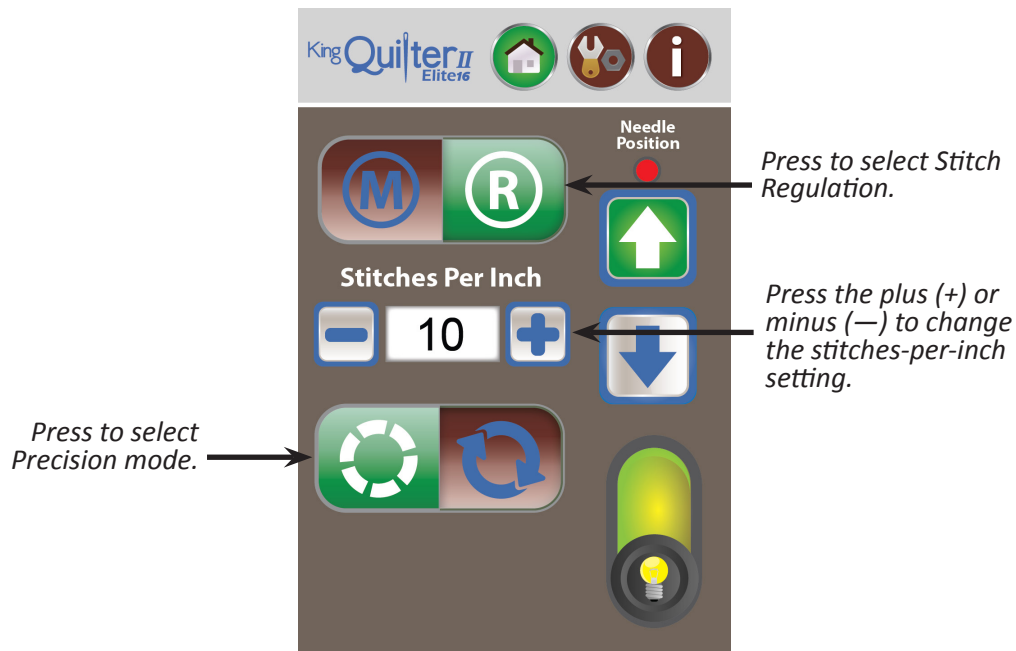 King Quilter II
Elite16
i
Needle
Position
M
R
Press to select Stitch
Regulation.
Stitches Per Inch
10
Press the plus (+) or
minus (—) to change
the stitches-per-inch
setting.
Press to select
Precision mode.